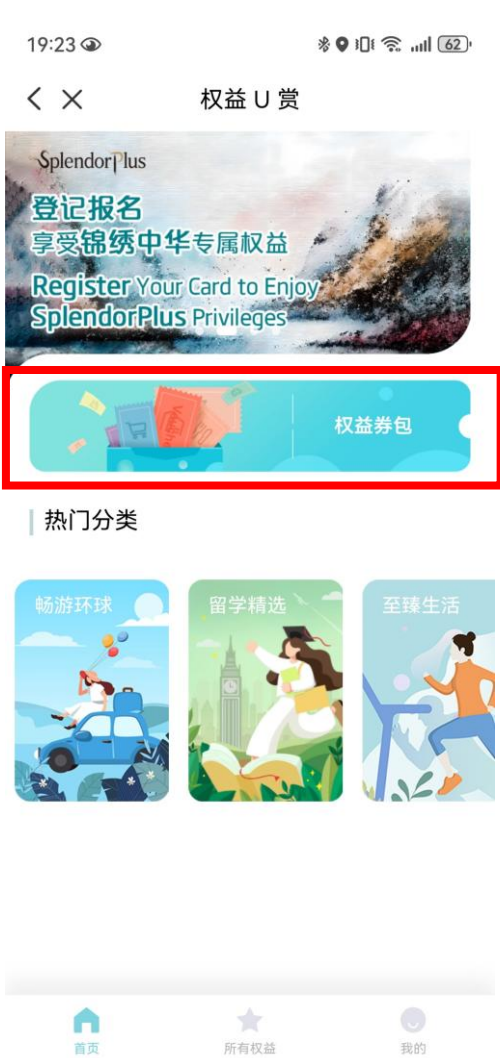 19:23
62
权益 U 赏
SplendorPlus
登记报名
享受锦绣中华专属权益
Register Your Card to Enjoy
SplendorPlus Privileges
权益券包
热门分类
畅游环球
留学精选
至臻生活
首页
所有权益
我的